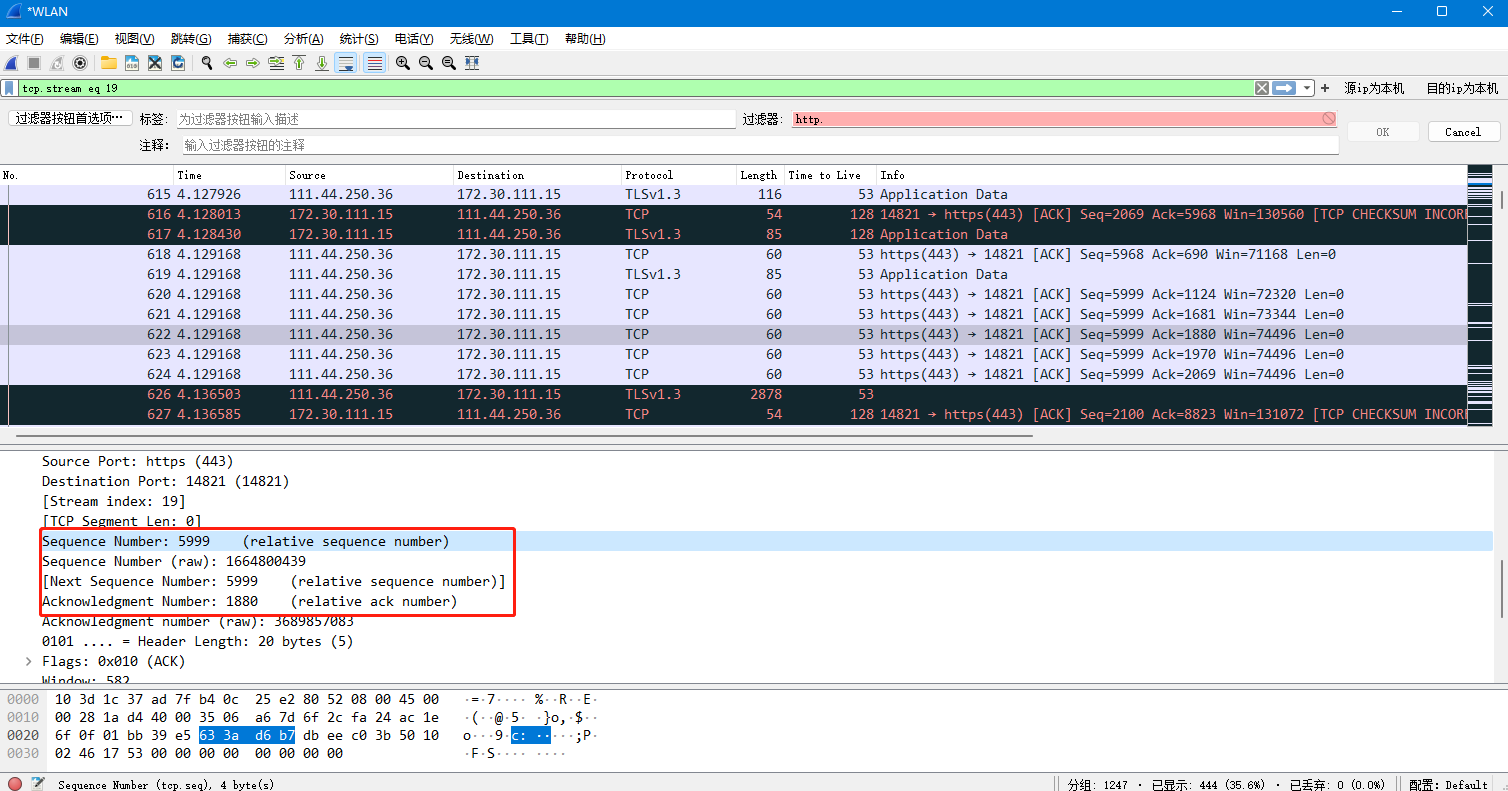 *WLAN
文件(F) 编辑(E) 视图(V) 跳转(G) 捕获(C) 分析(A) 统计(S) 电话(Y) 无线(W) 工具(T) 帮助(H)
tcp.stream eq 19 + 源ip为本机 目的ip为本机
过滤器按钮首选项… 标签: 为过滤器按钮输入描述 过滤器: http. OK Cancel
注释: 输入过滤器按钮的注释
No. Time Source Destination Protocol Length Time to Live Info
615 4.127926 111.44.250.36 172.30.111.15 TLSv1.3 116 53 Application Data
616 4.128013 172.30.111.15 111.44.250.36 TCP 54 128 14821 → https(443) [ACK] Seq=2069 Ack=5968 Win=130560 [TCP CHECKSUM INCOR
617 4.128430 172.30.111.15 111.44.250.36 TLSv1.3 85 128 Application Data
618 4.129168 111.44.250.36 172.30.111.15 TCP 60 53 https(443) → 14821 [ACK] Seq=5968 Ack=690 Win=71168 Len=0
619 4.129168 111.44.250.36 172.30.111.15 TLSv1.3 85 53 Application Data
620 4.129168 111.44.250.36 172.30.111.15 TCP 60 53 https(443) → 14821 [ACK] Seq=5999 Ack=1124 Win=72320 Len=0
621 4.129168 111.44.250.36 172.30.111.15 TCP 60 53 https(443) → 14821 [ACK] Seq=5999 Ack=1681 Win=73344 Len=0
622 4.129168 111.44.250.36 172.30.111.15 TCP 60 53 https(443) → 14821 [ACK] Seq=5999 Ack=1880 Win=74496 Len=0
623 4.129168 111.44.250.36 172.30.111.15 TCP 60 53 https(443) → 14821 [ACK] Seq=5999 Ack=1970 Win=74496 Len=0
624 4.129168 111.44.250.36 172.30.111.15 TCP 60 53 https(443) → 14821 [ACK] Seq=5999 Ack=2069 Win=74496 Len=0
626 4.136503 111.44.250.36 172.30.111.15 TLSv1.3 2878 53
627 4.136585 172.30.111.15 111.44.250.36 TCP 54 128 14821 → https(443) [ACK] Seq=2100 Ack=8823 Win=131072 [TCP CHECKSUM INCOR
Source Port: https (443)
Destination Port: 14821 (14821)
[Stream index: 19]
[TCP Segment Len: 0]
Sequence Number: 5999 (relative sequence number)
Sequence Number (raw): 1664800439
[Next Sequence Number: 5999 (relative sequence number)]
Acknowledgment Number: 1880 (relative ack number)
Acknowledgment number (raw): 3689857083
0101 .... = Header Length: 20 bytes (5)
Flags: 0x010 (ACK)
Window: 582
0000 10 3d 1c 37 ad 7f b4 0c 25 e2 80 52 08 00 45 00 ·=·7···· %··R··E·
0010 00 28 1a d4 40 00 35 06 a6 7d 6f 2c fa 24 ac 1e ·(··@·5· ·}o,·$··
0020 6f 0f 01 bb 39 e5 63 3a d6 b7 db ee c0 3b 50 10 o···9·c: ·····;P·
0030 02 46 17 53 00 00 00 00 00 00 00 00 ·F·S···· ····
Sequence Number (tcp.seq), 4 byte(s) 分组: 1247 · 已显示: 444 (35.6%) · 已丢弃: 0 (0.0%) 配置: Default